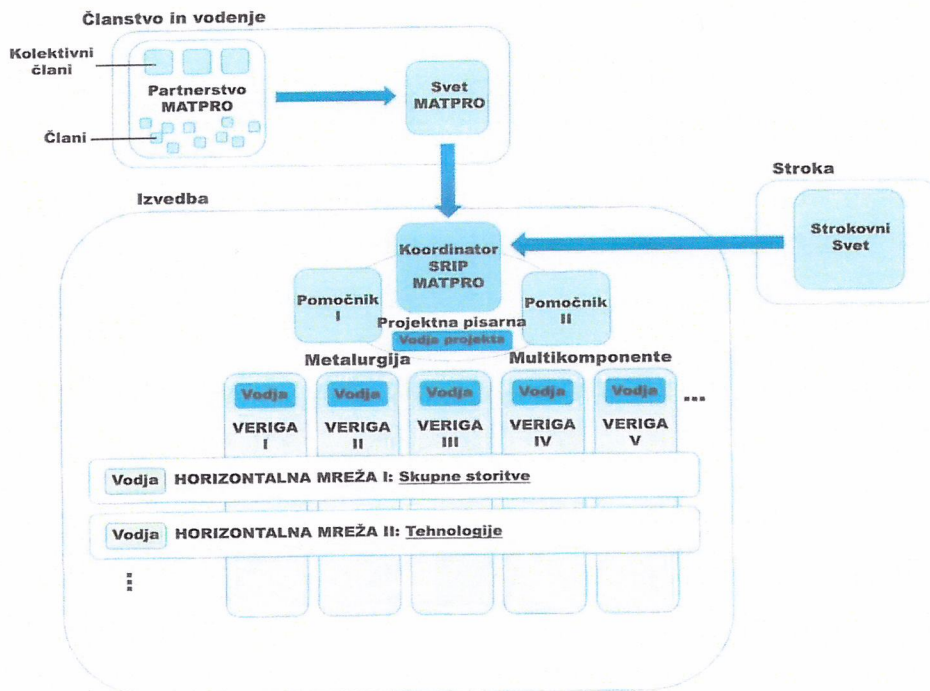 Članstvo in vodenje
Kolektivni
člani
Partnerstvo
MATPRO
Člani
Svet
MATPRO
Stroka
Strokovni
Svet
Izvedba
Koordinator
SRIP
MATPRO
Pomočnik
I
Pomočnik
II
Projektna pisarna
Vodja projekta
Metalurgija
Multikomponente
Vodja
Vodja
Vodja
Vodja
Vodja
...
VERIGA
I
VERIGA
II
VERIGA
III
VERIGA
IV
VERIGA
V
Vodja HORIZONTALNA MREŽA I: Skupne storitve
Vodja HORIZONTALNA MREŽA II: Tehnologije
...